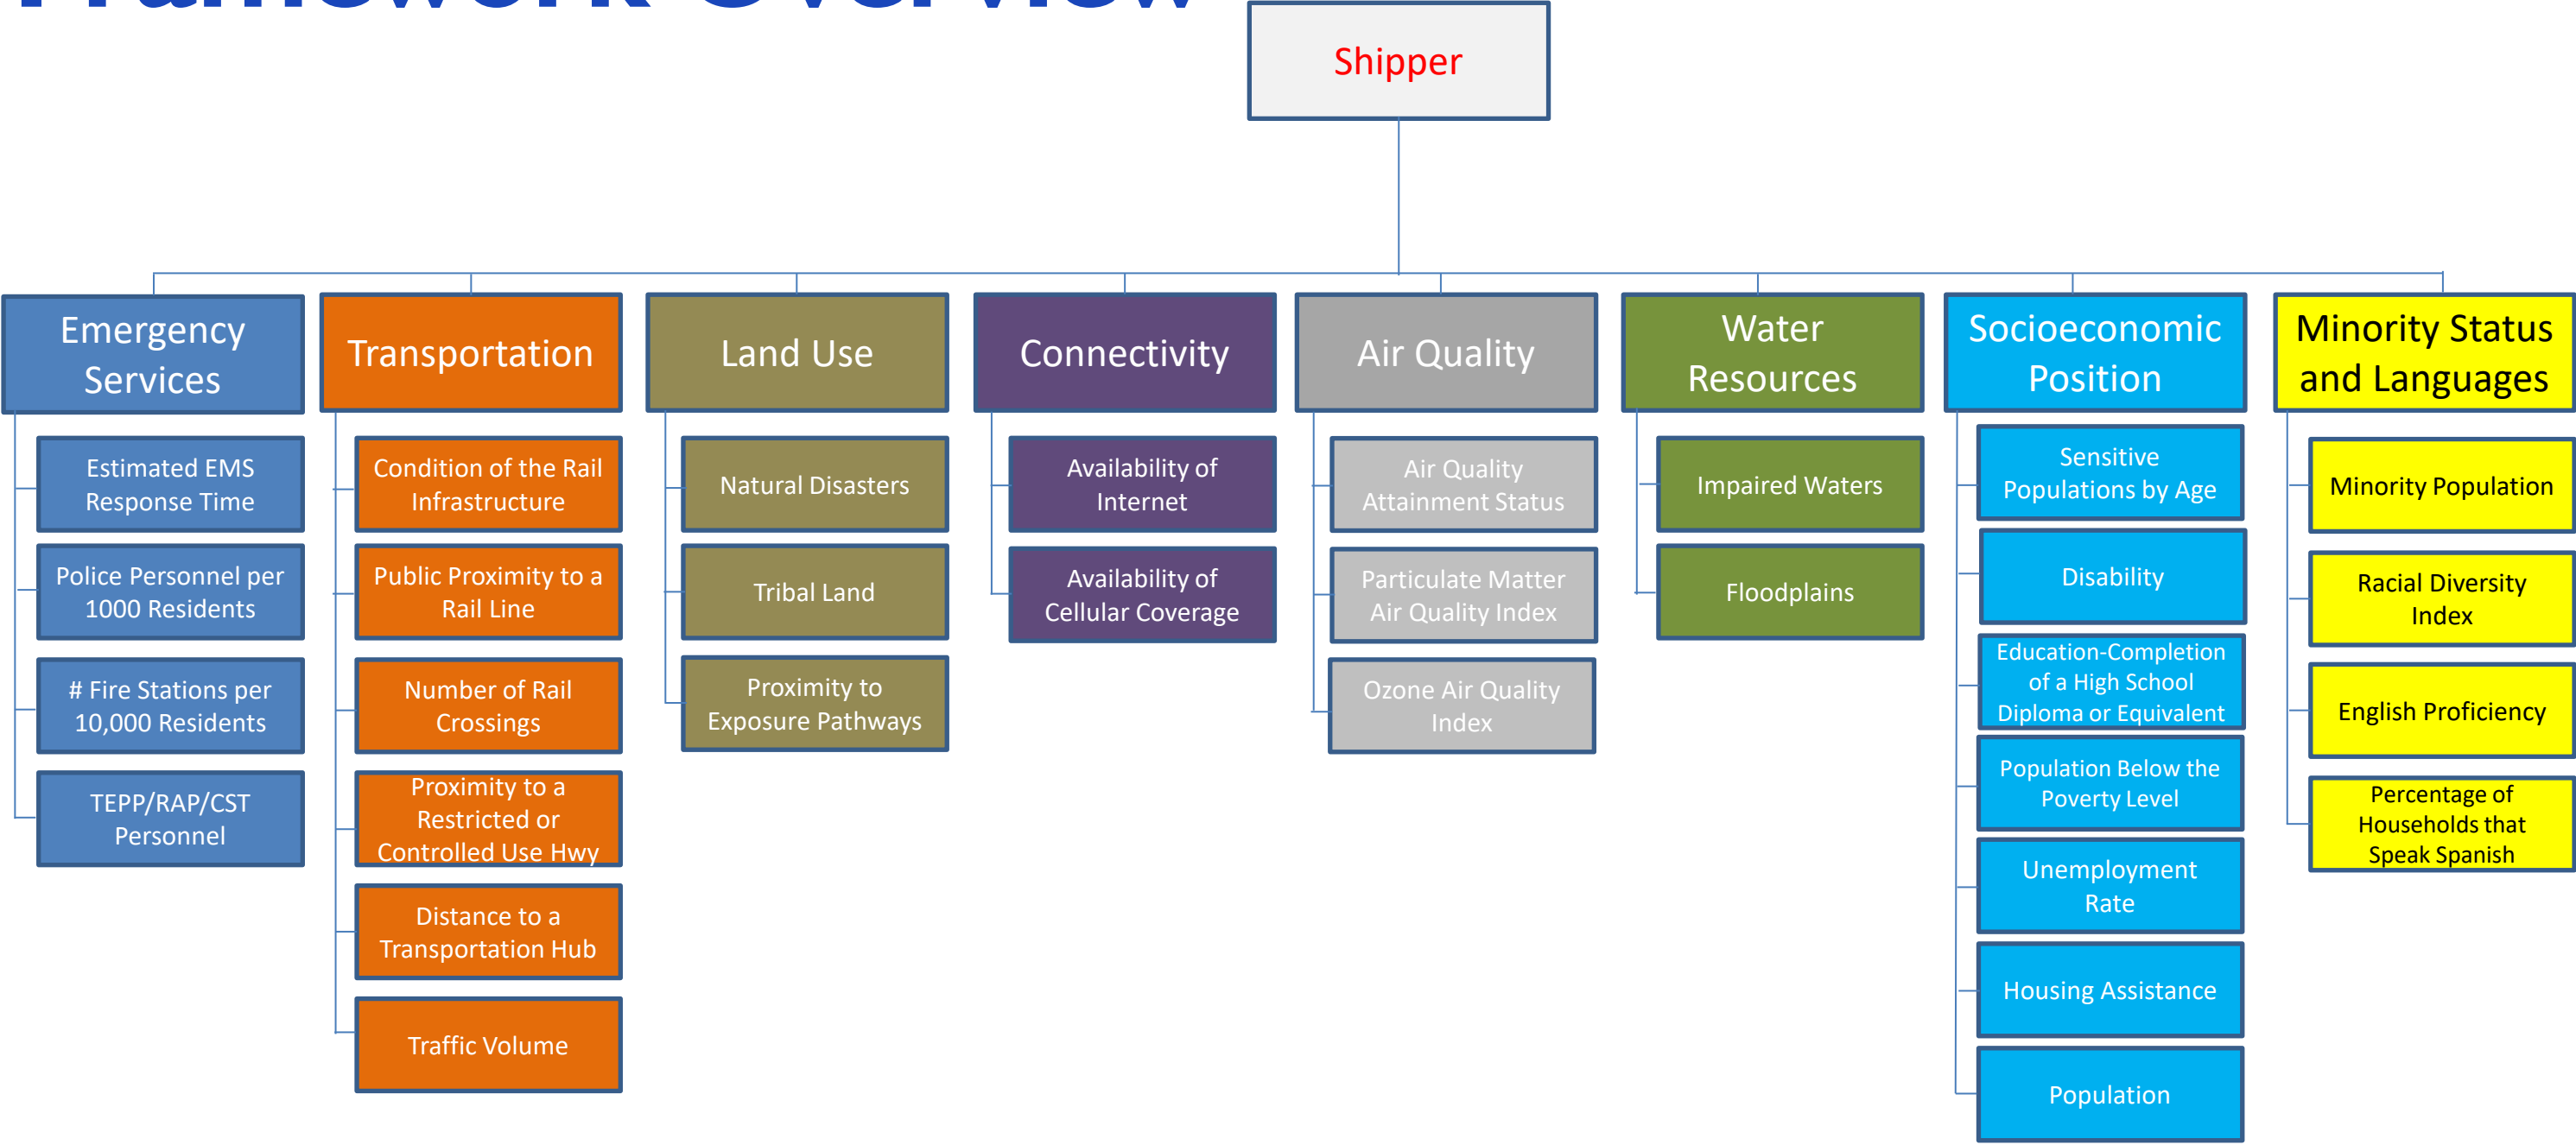 Framework Overview
Shipper
Emergency
Services
Transportation
Land Use
Connectivity
Air Quality
Water
Resources
Socioeconomic
Position
Minority Status
and Languages
Estimated EMS
Response Time
Police Personnel per
1000 Residents
# Fire Stations per
10,000 Residents
TEPP/RAP/CST
Personnel
Condition of the Rail
Infrastructure
Public Proximity to a
Rail Line
Number of Rail
Crossings
Proximity to a
Restricted or
Controlled Use Hwy
Distance to a
Transportation Hub
Traffic Volume
Natural Disasters
Tribal Land
Proximity to
Exposure Pathways
Availability of
Internet
Availability of
Cellular Coverage
Air Quality
Attainment Status
Particulate Matter
Air Quality Index
Ozone Air Quality
Index
Impaired Waters
Floodplains
Sensitive
Populations by Age
Disability
Education-Completion
of a High School
Diploma or Equivalent
Population Below the
Poverty Level
Unemployment
Rate
Housing Assistance
Population
Minority Population
Racial Diversity
Index
English Proficiency
Percentage of
Households that
Speak Spanish